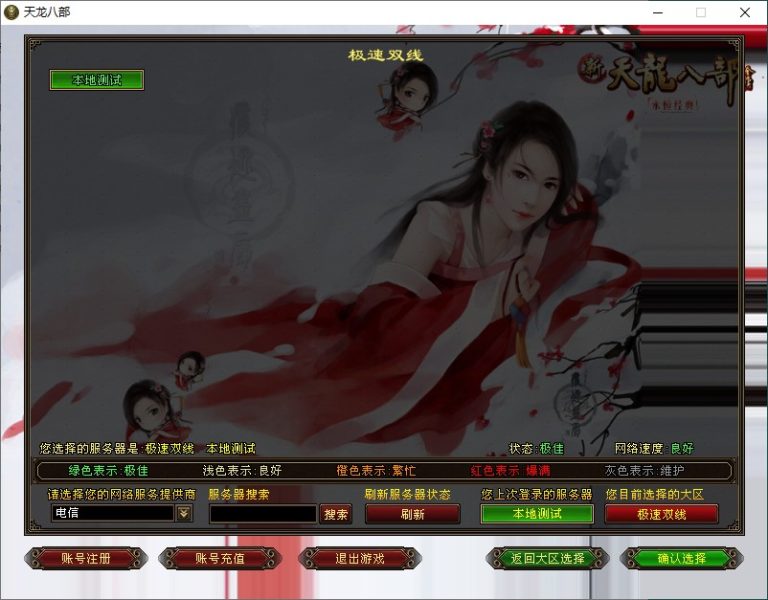 天龙八部
极速双线
本地测试
新天龍八部
永恒经典!
您选择的服务器是:极速双线 本地测试 状态:极佳 网络速度:良好
绿色表示:极佳 浅色表示:良好 橙色表示:繁忙 红色表示:爆满 灰色表示:维护
请选择您的网络服务提供商 服务器搜索 刷新服务器状态 您上次登录的服务器 您目前选择的大区
电信 搜索 刷新 本地测试 极速双线
账号注册 账号充值 退出游戏 返回大区选择 确认选择